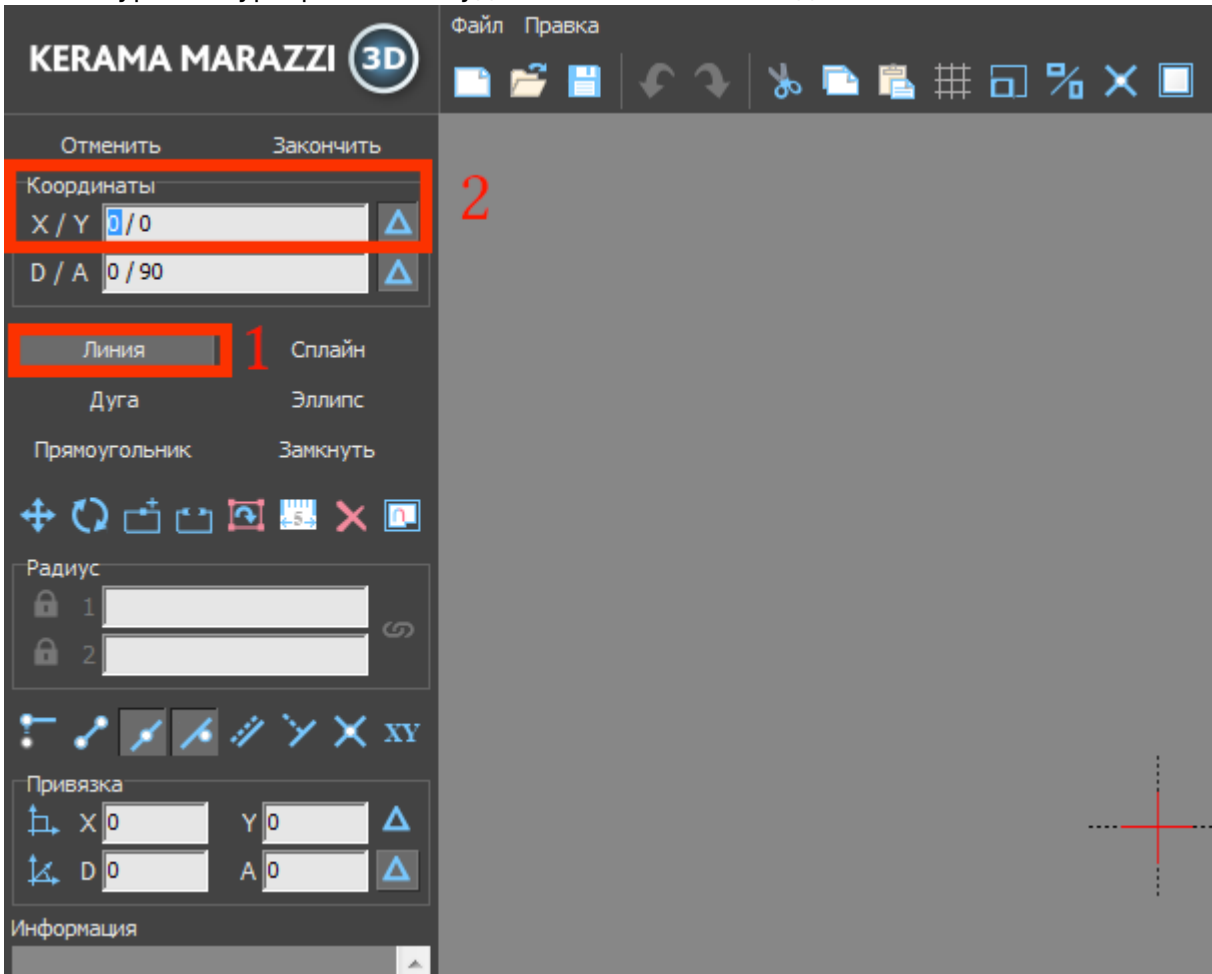 Файл Правка
KERAMA MARAZZI 3D
Отменить Закончить
Координаты
X / Y 0 / 0
2
D / A 0 / 90
Линия 1 Сплайн
Дуга Эллипс
Прямоугольник Замкнуть
5
Радиус
1
2
XY
Привязка
X 0 Y 0
D 0 A 0
Информация